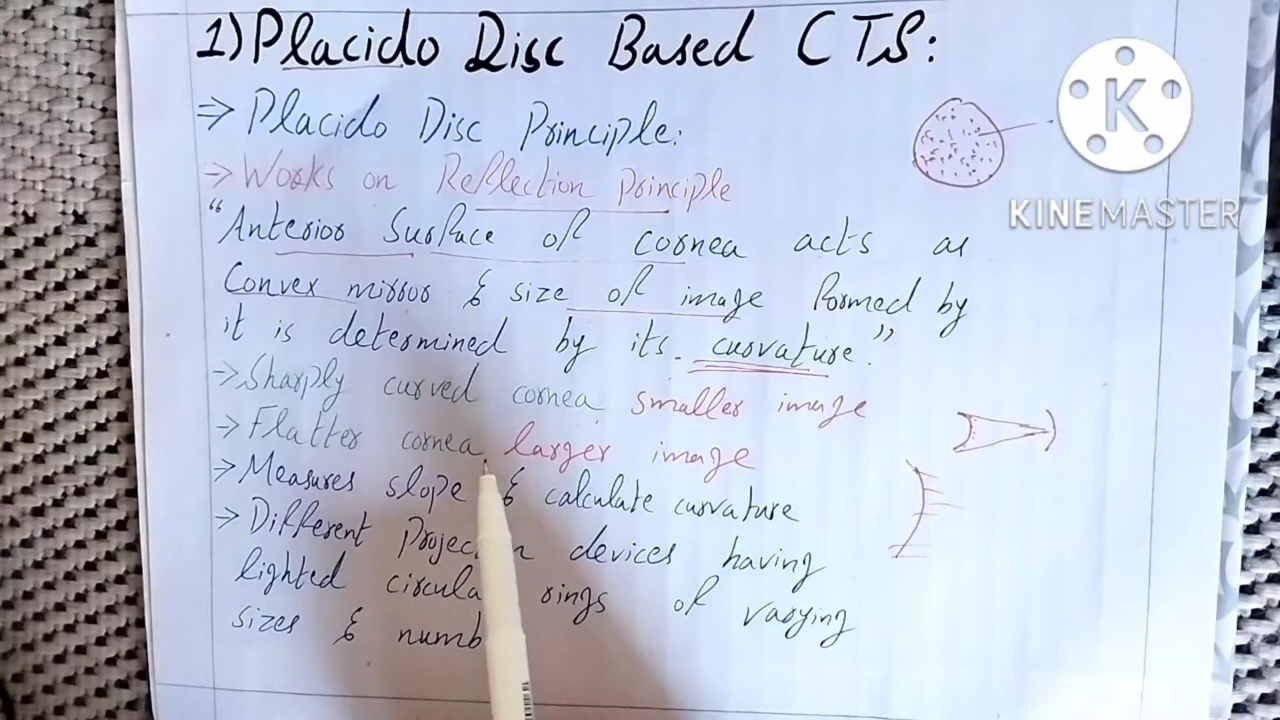 1) Placido Disc Based CTS:
⇒ Placido Disc Principle:
→ Works on Reflection Principle
"Anterior Surface of cornea acts as
Convex mirror & size of image formed by
it is determined by its curvature."
→ Sharply curved cornea smaller image
→ Flatter cornea larger image
→ Measures slope & calculate curvature
→ Different Projec n devices having
lighted circula rings of varying
sizes & numb
K
KINEMASTER